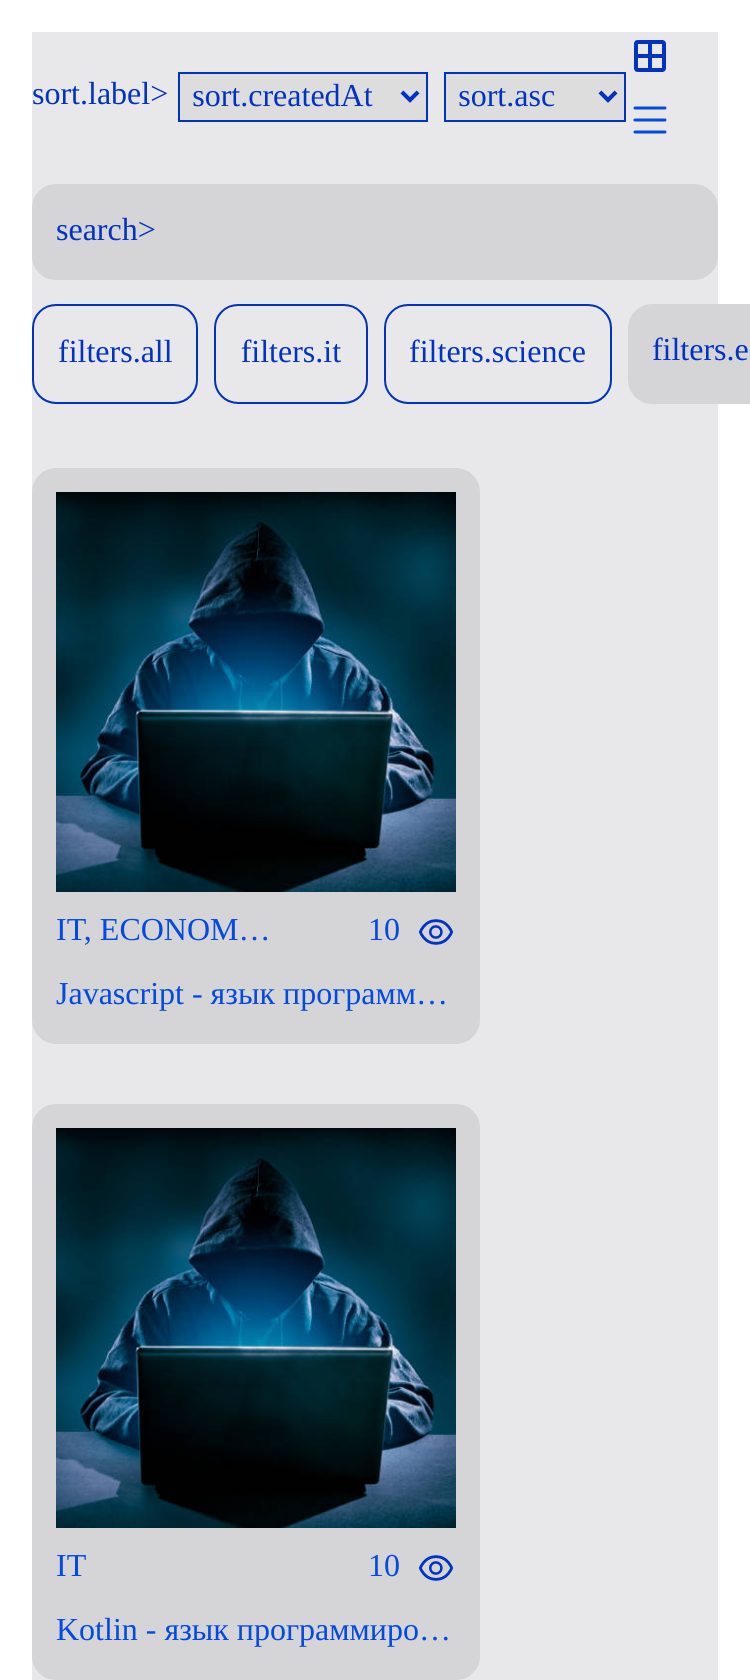 sort.label> sort.createdAt sort.asc
search>
filters.all filters.it filters.science filters.e
IT, ECONOM… 10
Javascript - язык программ…
IT 10
Kotlin - язык программиро…